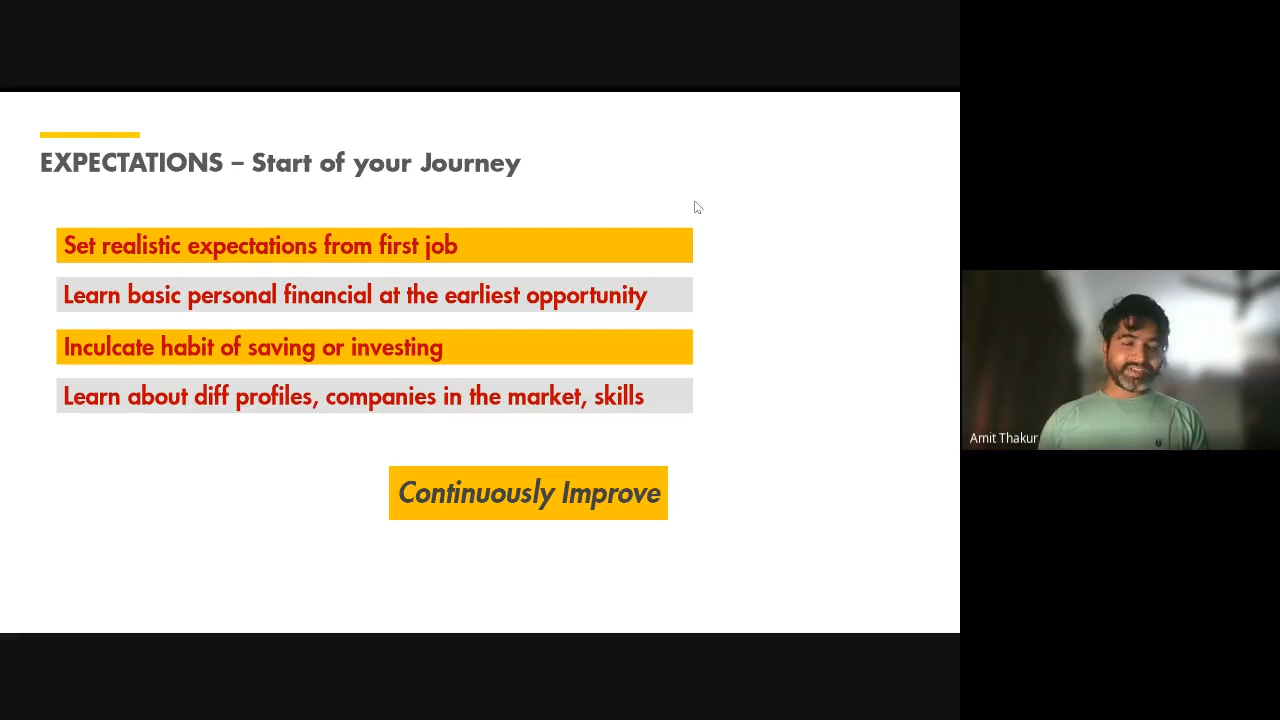 EXPECTATIONS – Start of your Journey
Set realistic expectations from first job
Learn basic personal financial at the earliest opportunity
Inculcate habit of saving or investing
Learn about diff profiles, companies in the market, skills
Continuously Improve
Amit Thakur